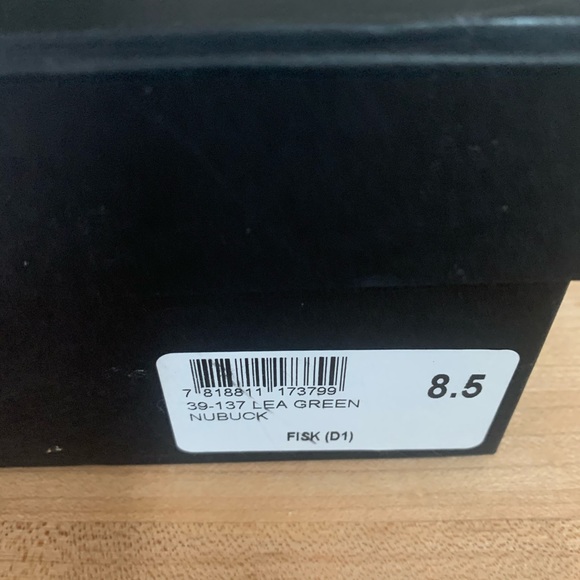 7 818811 173799
8.5
39-137 LEA GREEN
NUBUCK
FISK (D1)